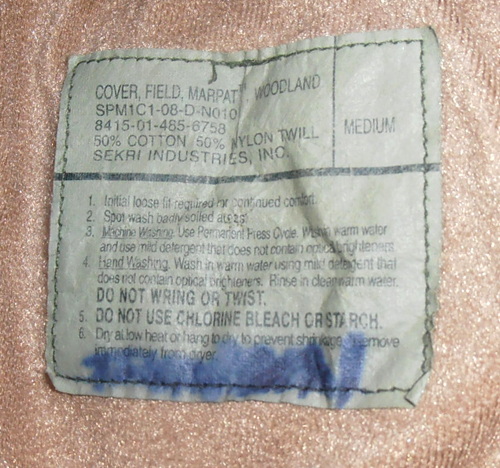 COVER, FIELD, MARPAT, WOODLAND
SPM1C1-08-D-N010
8415-01-485-6758
50% COTTON 50% NYLON TWILL
SEKRI INDUSTRIES, INC.
MEDIUM
1. Initial loose fit required for continued comfort.
2. Spot wash badly soiled areas.
3. Machine Washing. Use Permanent Press Cycle. Wash in warm water
and use mild detergent that does not contain optical brighteners.
4. Hand Washing. Wash in warm water using mild detergent that
does not contain optical brighteners. Rinse in clean warm water.
DO NOT WRING OR TWIST.
5. DO NOT USE CHLORINE BLEACH OR STARCH.
6. Dry at low heat or hang to dry to prevent shrinkage. Remove
immediately from dryer.